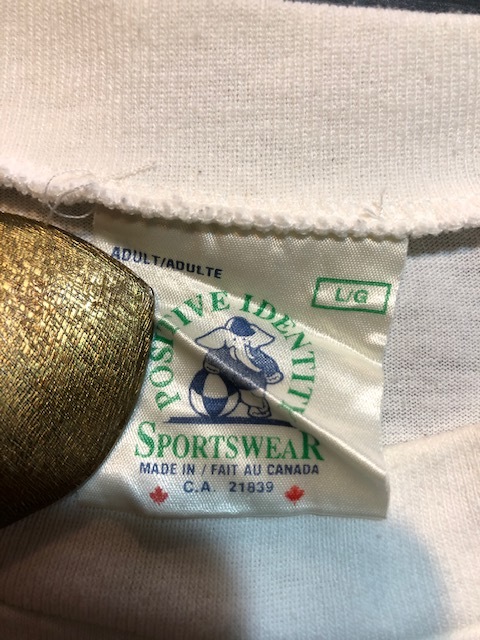 ADULT/ADULTE
L/G
POSITIVE IDENTITY
SPORTSWEAR
MADE IN / FAIT AU CANADA
C.A. 21839